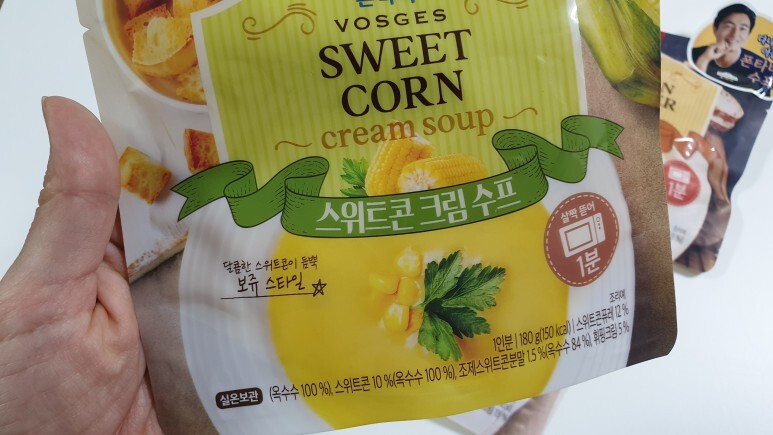 VOSGES
SWEET
CORN
cream soup
스위트콘 크림 수프
살짝 뜯어
1분
달콤한 스위트콘이 듬뿍
보쥬 스타일
조리예
1인분 | 180 g(150 kcal) | 스위트콘퓨레 12 %
(옥수수 100 %), 스위트콘 10 %(옥수수 100 %), 조제스위트콘분말 1.5 %(옥수수 84 %), 휘핑크림 5 %
실온보관
1분